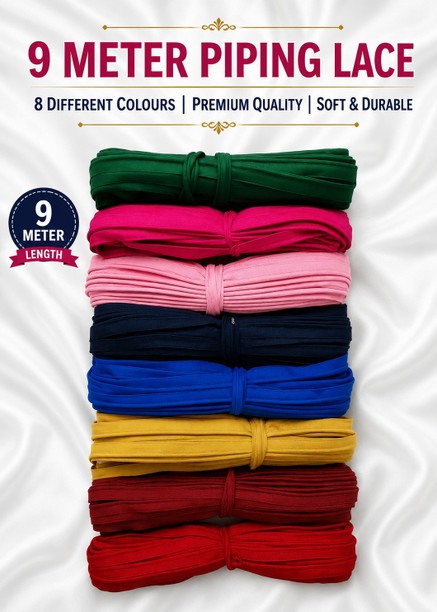 9 METER PIPING LACE
8 DIFFERENT COLOURS | PREMIUM QUALITY | SOFT & DURABLE
9
METER
LENGTH